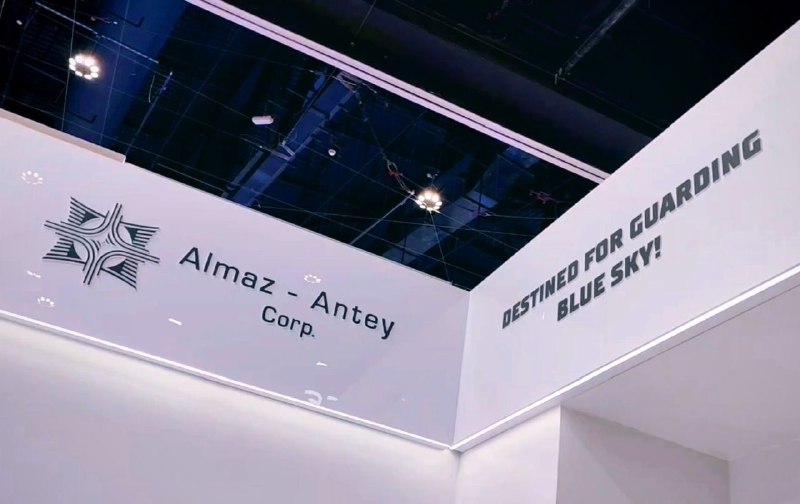 Almaz - Antey
Corp.
DESTINED FOR GUARDING
BLUE SKY!